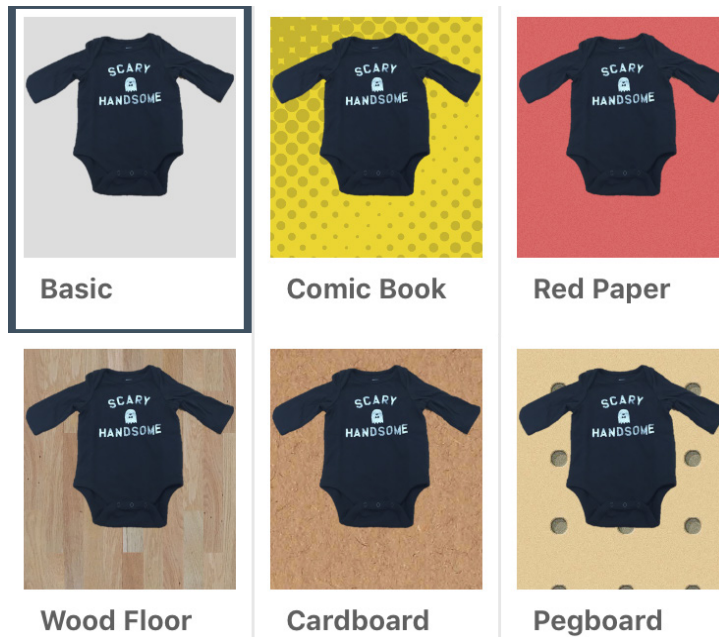 SCARY
HANDSOME
SCARY
HANDSOME
SCARY
HANDSOME
Basic
Comic Book
Red Paper
SCARY
HANDSOME
SCARY
HANDSOME
SCARY
HANDSOME
Wood Floor
Cardboard
Pegboard